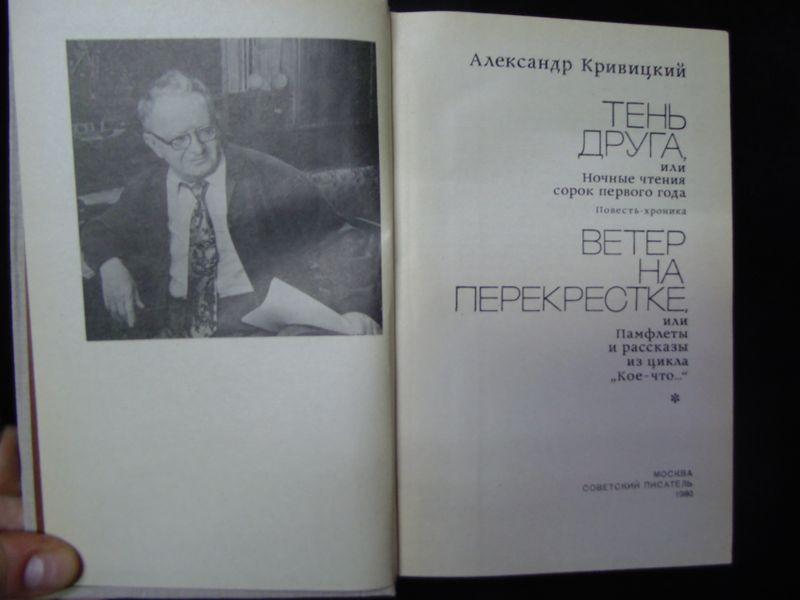 Александр Кривицкий
ТЕНЬ
ДРУГА,
или
Ночные чтения
сорок первого года
Повесть-хроника
ВЕТЕР
НА
ПЕРЕКРЕСТКЕ,
или
Памфлеты
и рассказы
из цикла
„Кое-что...“
*
МОСКВА
СОВЕТСКИЙ ПИСАТЕЛЬ
1980